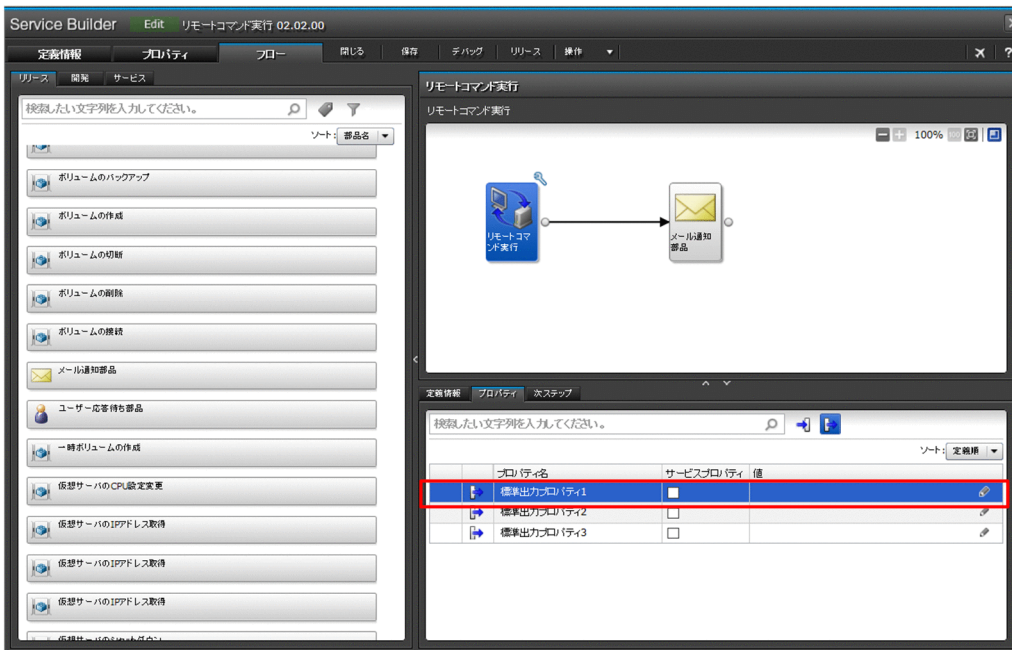 Service Builder Edit リモートコマンド実行 02.02.00
定義情報 プロパティ フロー 閉じる 保存 デバッグ リリース 操作
リリース 開発 サービス
検索したい文字列を入力してください。
ソート: 部品名
ボリュームのバックアップ
ボリュームの作成
ボリュームの切断
ボリュームの削除
ボリュームの接続
メール通知部品
ユーザー応答待ち部品
一時ボリュームの作成
仮想サーバのCPU設定変更
仮想サーバのIPアドレス取得
仮想サーバのIPアドレス取得
仮想サーバのIPアドレス取得
リモートコマンド実行
リモートコマンド実行
100%
リモートコマ
ンド実行
メール通知
部品
定義情報 プロパティ 次ステップ
検索したい文字列を入力してください。
ソート: 定義順
プロパティ名 サービスプロパティ 値
標準出力プロパティ1
標準出力プロパティ2
標準出力プロパティ3